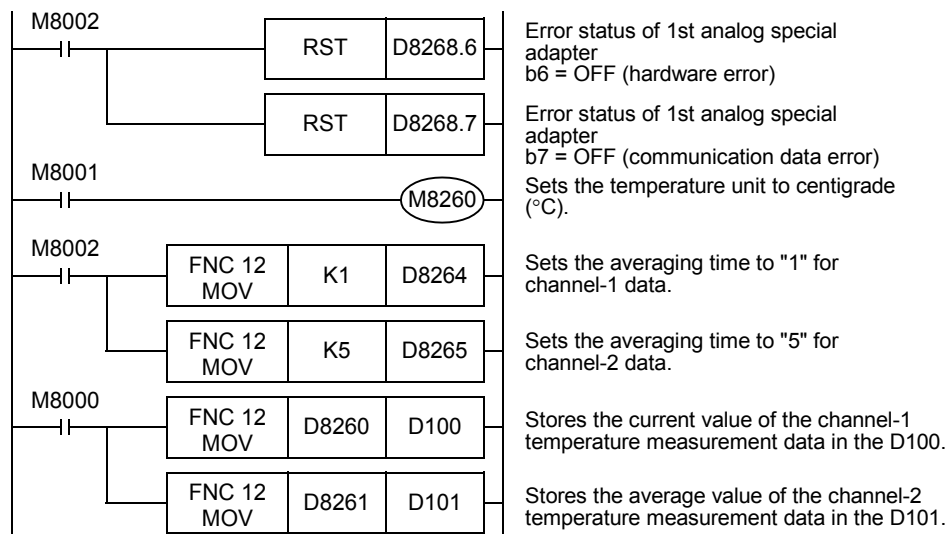 M8002
RST D8268.6
Error status of 1st analog special
adapter
b6 = OFF (hardware error)
RST D8268.7
Error status of 1st analog special
adapter
b7 = OFF (communication data error)
M8001
M8260
Sets the temperature unit to centigrade
(°C).
M8002
FNC 12
MOV K1 D8264
Sets the averaging time to "1" for
channel-1 data.
FNC 12
MOV K5 D8265
Sets the averaging time to "5" for
channel-2 data.
M8000
FNC 12
MOV D8260 D100
Stores the current value of the channel-1
temperature measurement data in the D100.
FNC 12
MOV D8261 D101
Stores the average value of the channel-2
temperature measurement data in the D101.